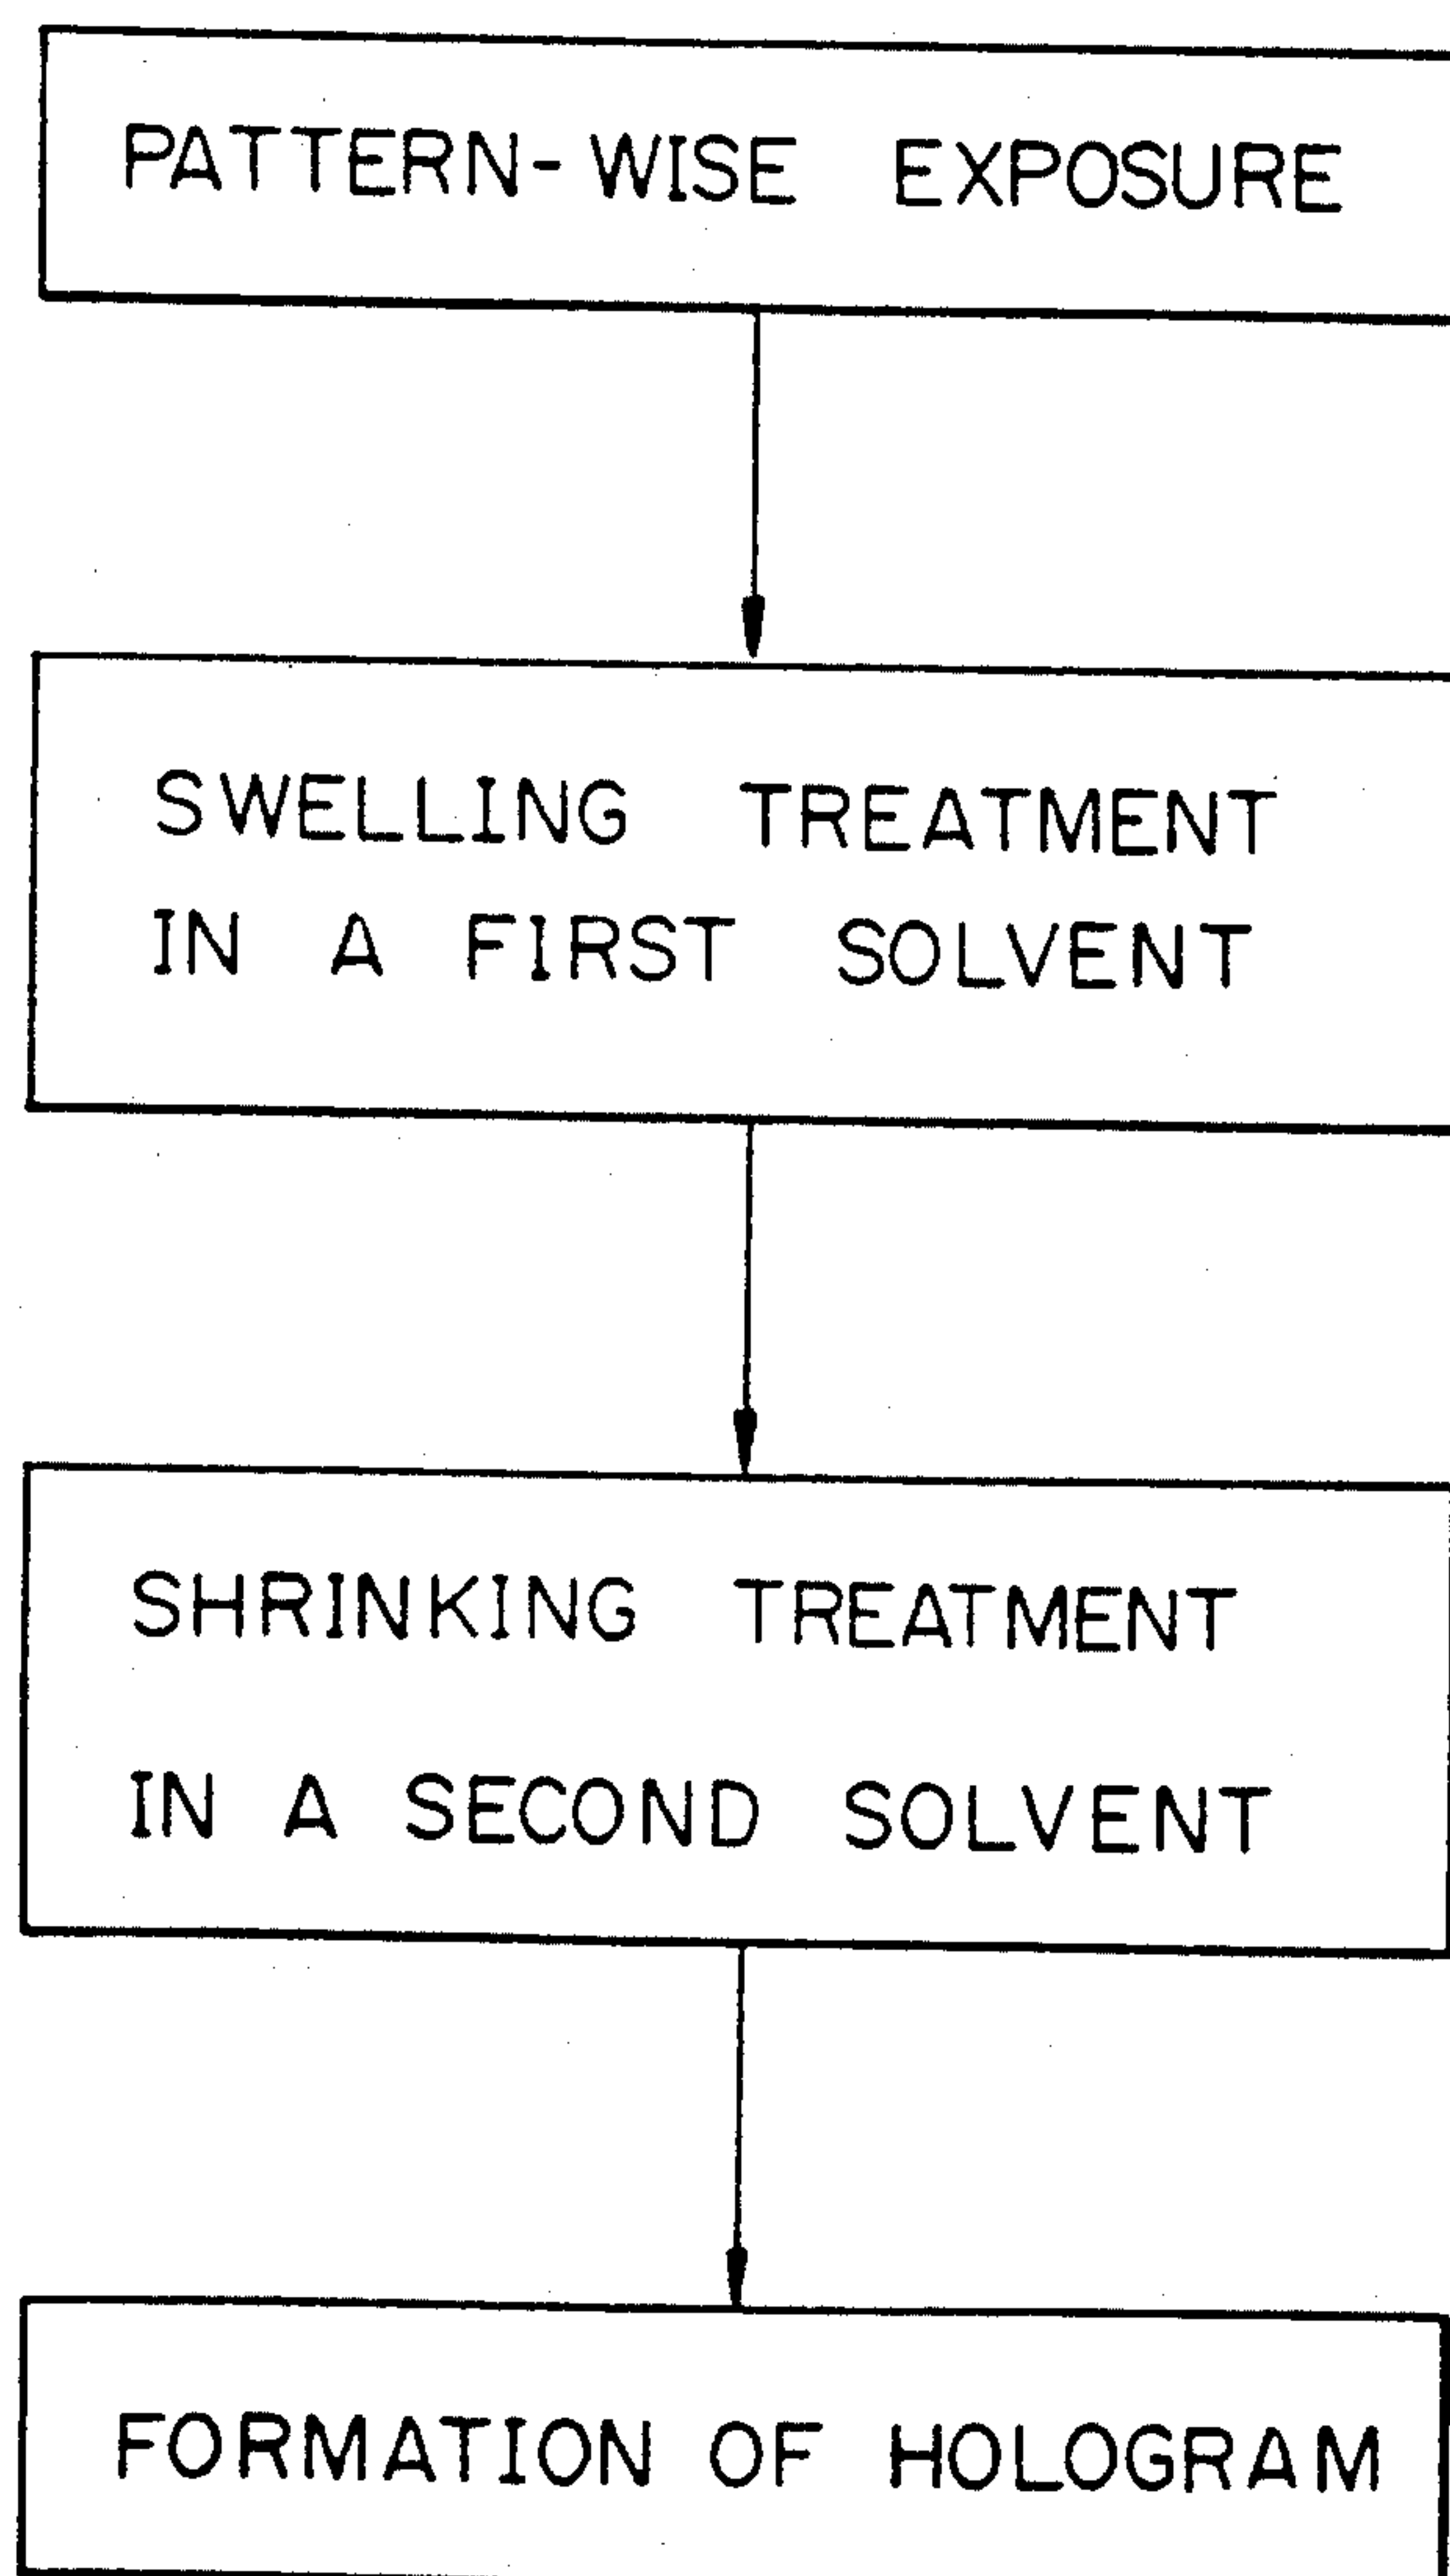 PATTERN-WISE EXPOSURE
SWELLING TREATMENT
IN A FIRST SOLVENT
SHRINKING TREATMENT
IN A SECOND SOLVENT
FORMATION OF HOLOGRAM